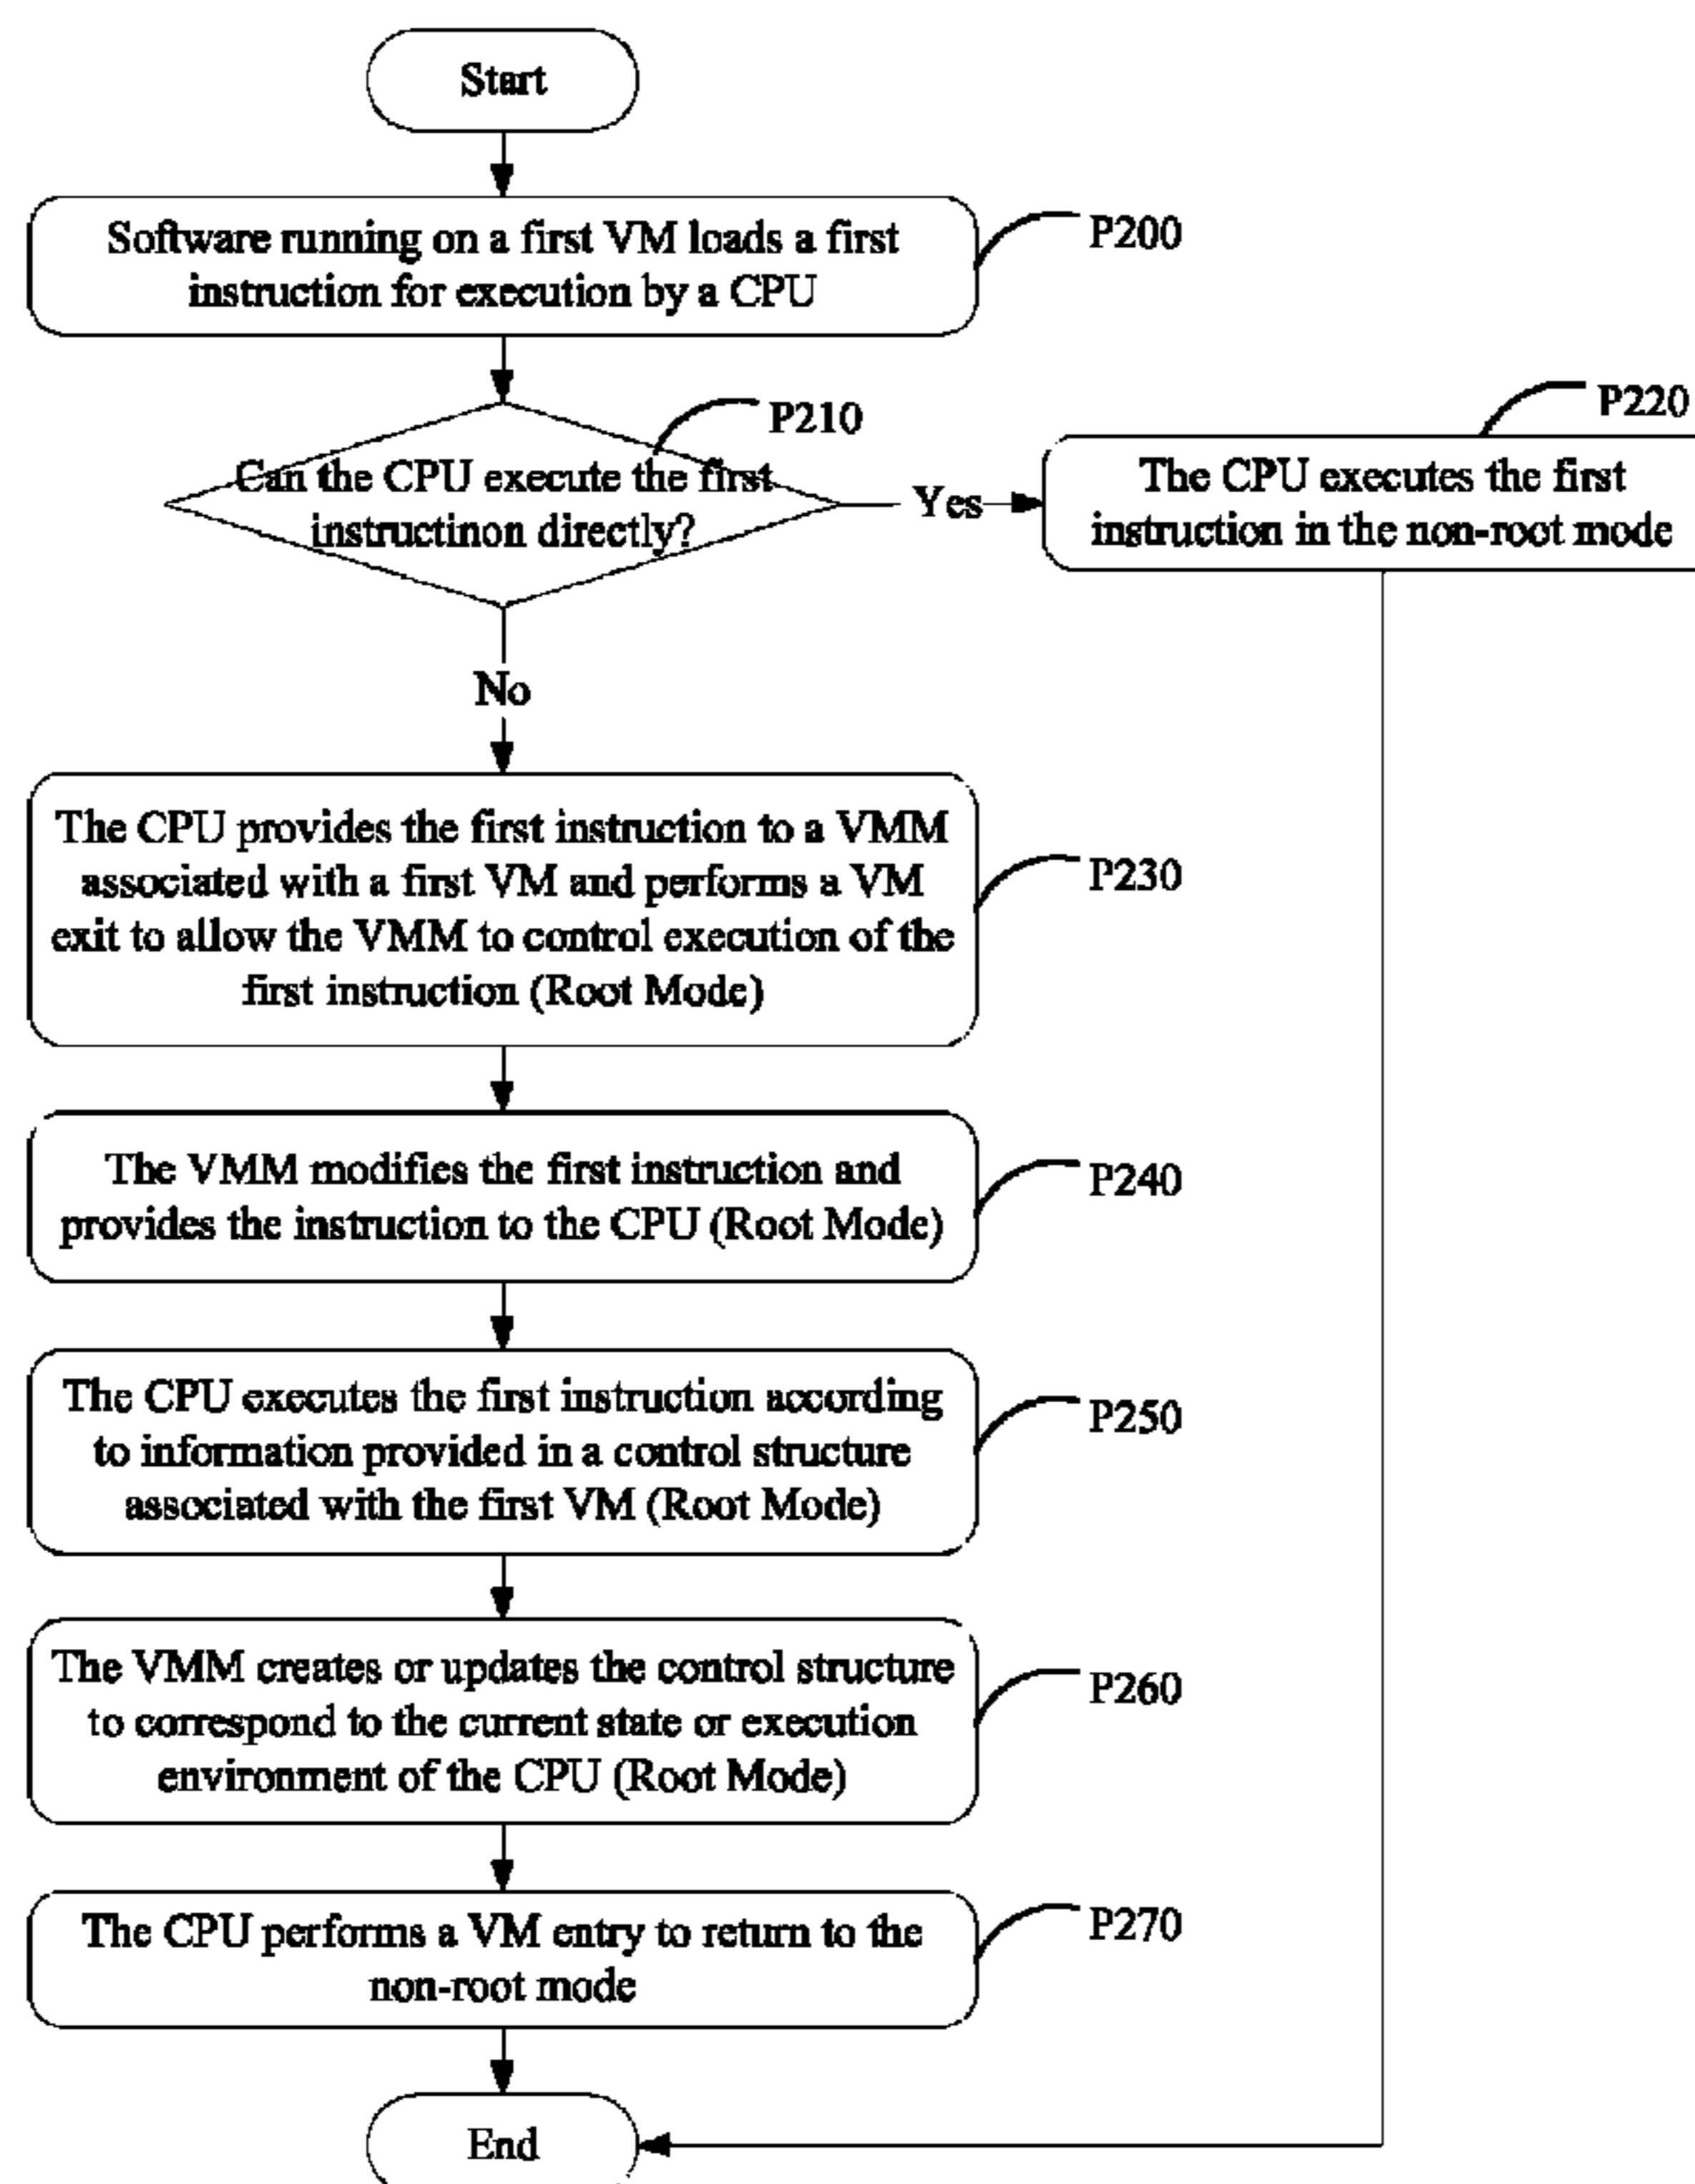 Start
Software running on a first VM loads a first
instruction for execution by a CPU
P200
P210
Can the CPU execute the first
instructinon directly?
Yes
P220
The CPU executes the first
instruction in the non-root mode
No
The CPU provides the first instruction to a VMM
associated with a first VM and performs a VM
exit to allow the VMM to control execution of the
first instruction (Root Mode)
P230
The VMM modifies the first instruction and
provides the instruction to the CPU (Root Mode)
P240
The CPU executes the first instruction according
to information provided in a control structure
associated with the first VM (Root Mode)
P250
The VMM creates or updates the control structure
to correspond to the current state or execution
environment of the CPU (Root Mode)
P260
The CPU performs a VM entry to return to the
non-root mode
P270
End